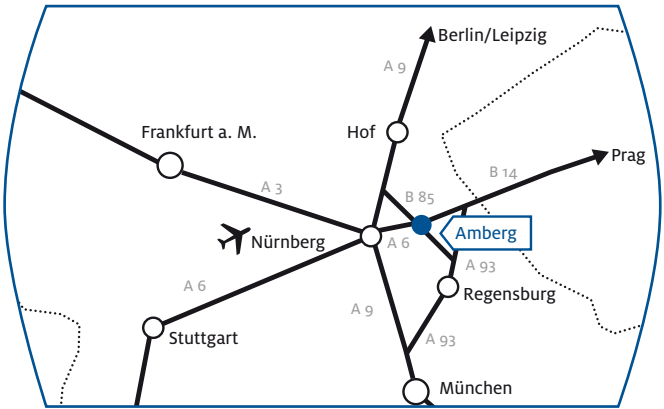 Berlin/Leipzig
A 9
Frankfurt a. M.
Hof
Prag
B 14
A 3
B 85
Nürnberg
A 6
Amberg
A 93
A 6
Regensburg
A 9
Stuttgart
A 93
München